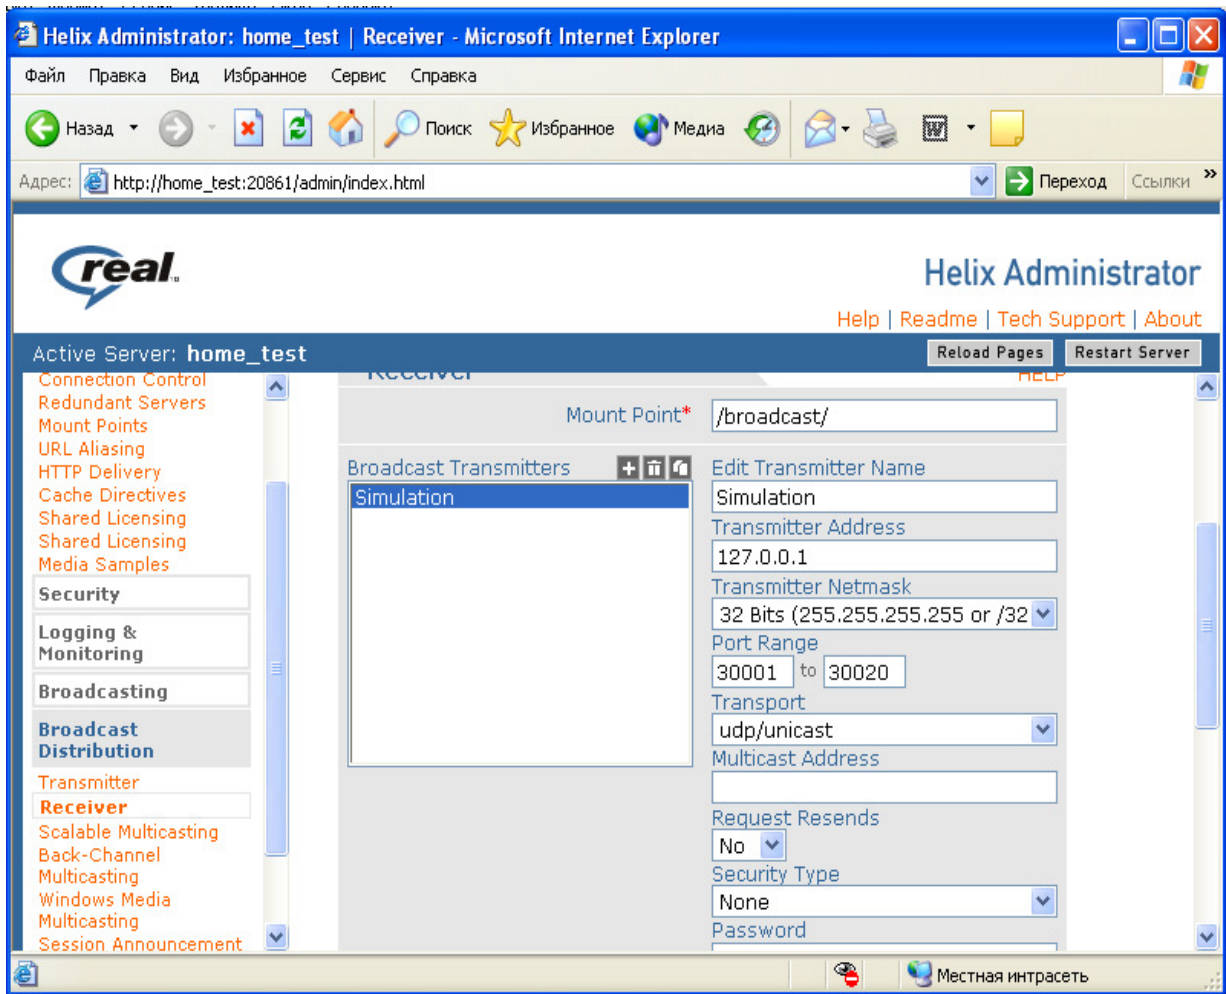 Helix Administrator: home_test | Receiver - Microsoft Internet Explorer
Файл Правка Вид Избранное Сервис Справка
Назад Поиск Избранное Медиа
Адрес: http://home_test:20861/admin/index.html Переход Ссылки »
real
Helix Administrator
Help | Readme | Tech Support | About
Active Server: home_test Reload Pages Restart Server
Connection Control
Redundant Servers
Mount Points
URL Aliasing
HTTP Delivery
Cache Directives
Shared Licensing
Shared Licensing
Media Samples
Security
Logging &
Monitoring
Broadcasting
Broadcast
Distribution
Transmitter
Receiver
Scalable Multicasting
Back-Channel
Multicasting
Windows Media
Multicasting
Session Announcement
Receiver HELP
Mount Point* /broadcast/
Broadcast Transmitters
Simulation
Edit Transmitter Name
Simulation
Transmitter Address
127.0.0.1
Transmitter Netmask
32 Bits (255.255.255.255 or /32
Port Range
30001 to 30020
Transport
udp/unicast
Multicast Address
Request Resends
No
Security Type
None
Password
Местная интрасеть